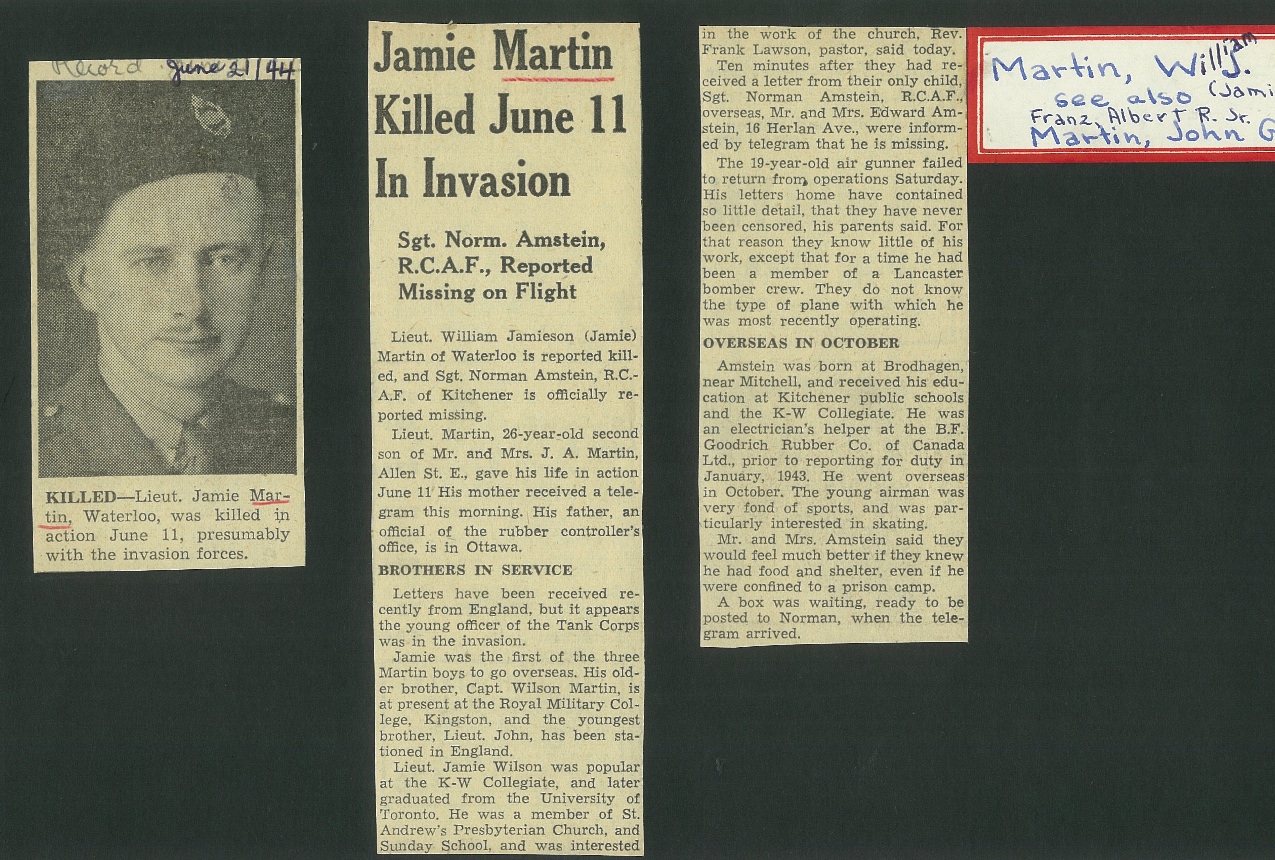 Record June 21/44
KILLED—Lieut. Jamie Mar-
tin, Waterloo, was killed in
action June 11, presumably
with the invasion forces.
Jamie Martin
Killed June 11
In Invasion
Sgt. Norm. Amstein,
R.C.A.F., Reported
Missing on Flight
Lieut. William Jamieson (Jamie)
Martin of Waterloo is reported kill-
ed, and Sgt. Norman Amstein, R.C.-
A.F. of Kitchener is officially re-
ported missing.
Lieut. Martin, 26-year-old second
son of Mr. and Mrs. J. A. Martin,
Allen St. E., gave his life in action
June 11 His mother received a tele-
gram this morning. His father, an
official of the rubber controller's
office, is in Ottawa.
BROTHERS IN SERVICE
Letters have been received re-
cently from England, but it appears
the young officer of the Tank Corps
was in the invasion.
Jamie was the first of the three
Martin boys to go overseas. His old-
er brother, Capt. Wilson Martin, is
at present at the Royal Military Col-
lege, Kingston, and the youngest
brother, Lieut. John, has been sta-
tioned in England.
Lieut. Jamie Wilson was popular
at the K-W Collegiate, and later
graduated from the University of
Toronto. He was a member of St.
Andrew's Presbyterian Church, and
Sunday School, and was interested
in the work of the church, Rev.
Frank Lawson, pastor, said today.
Ten minutes after they had re-
ceived a letter from their only child,
Sgt. Norman Amstein, R.C.A.F.,
overseas, Mr. and Mrs. Edward Am-
stein, 16 Herlan Ave., were inform-
ed by telegram that he is missing.
The 19-year-old air gunner failed
to return from operations Saturday.
His letters home have contained
so little detail, that they have never
been censored, his parents said. For
that reason they know little of his
work, except that for a time he had
been a member of a Lancaster
bomber crew. They do not know
the type of plane with which he
was most recently operating.
OVERSEAS IN OCTOBER
Amstein was born at Brodhagen,
near Mitchell, and received his edu-
cation at Kitchener public schools
and the K-W Collegiate. He was
an electrician's helper at the B.F.
Goodrich Rubber Co. of Canada
Ltd., prior to reporting for duty in
January, 1943. He went overseas
in October. The young airman was
very fond of sports, and was par-
ticularly interested in skating.
Mr. and Mrs. Amstein said they
would feel much better if they knew
he had food and shelter, even if he
were confined to a prison camp.
A box was waiting, ready to be
posted to Norman, when the tele-
gram arrived.
Martin, William J.
see also (Jami
Franz, Albert R. Jr.
Martin, John G